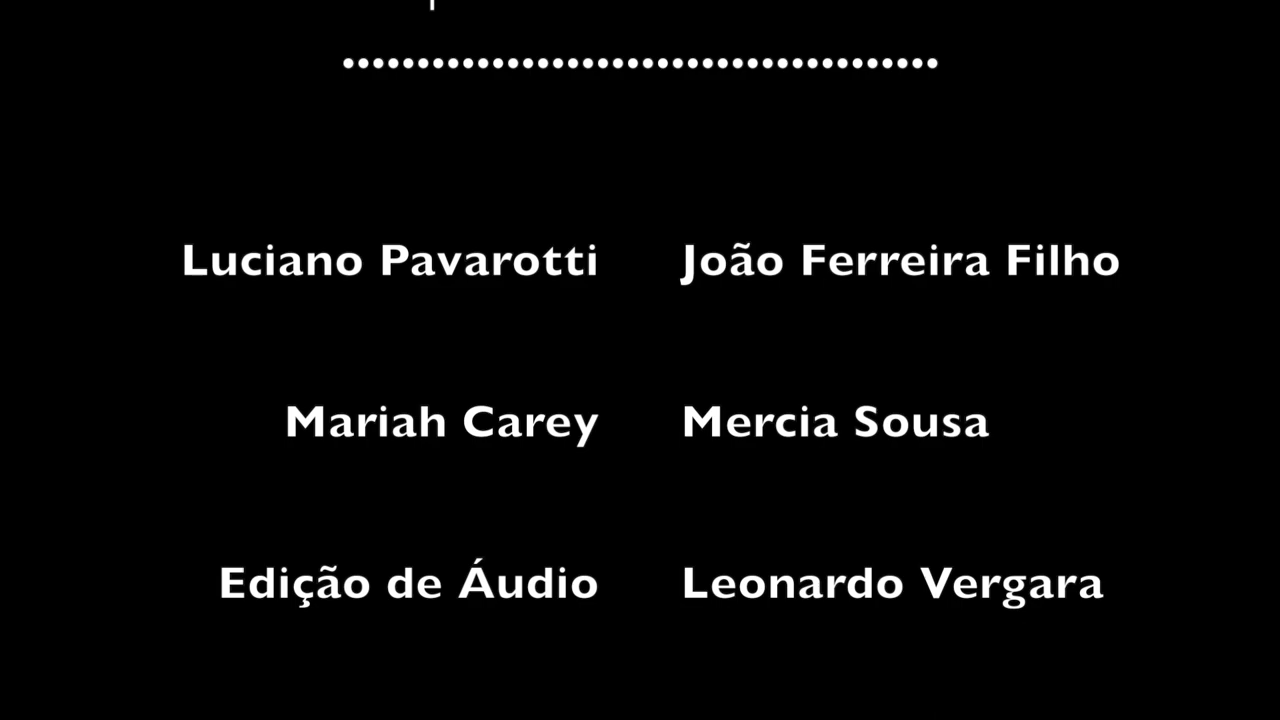 Luciano Pavarotti João Ferreira Filho
Mariah Carey Mercia Sousa
Edição de Áudio Leonardo Vergara